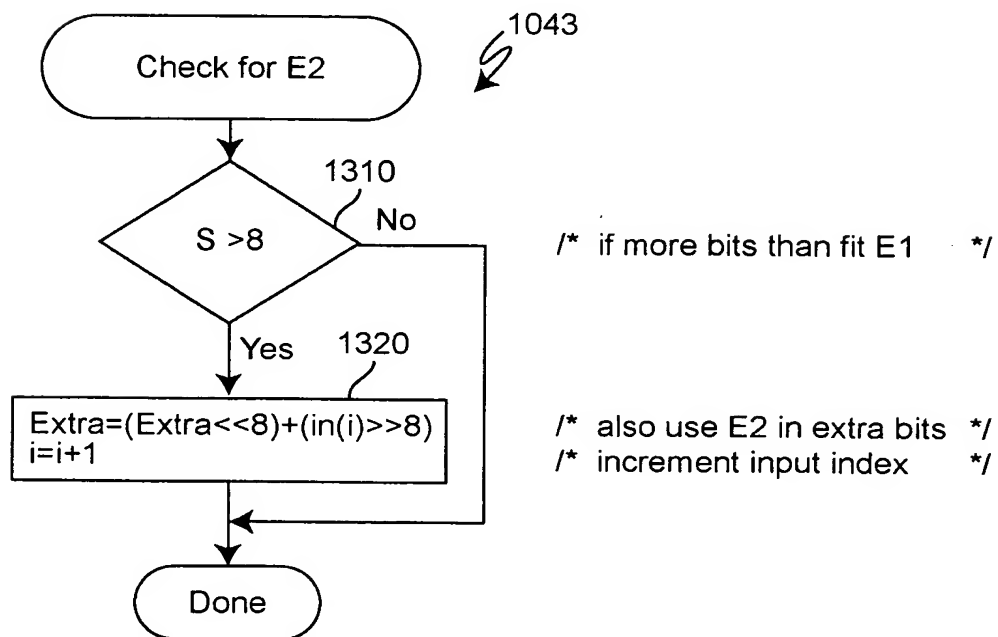 1043
Check for E2
1310
S >8
No
/* if more bits than fit E1 */
Yes
1320
Extra=(Extra<<8)+(in(i)>>8)
i=i+1
/* also use E2 in extra bits */
/* increment input index */
Done